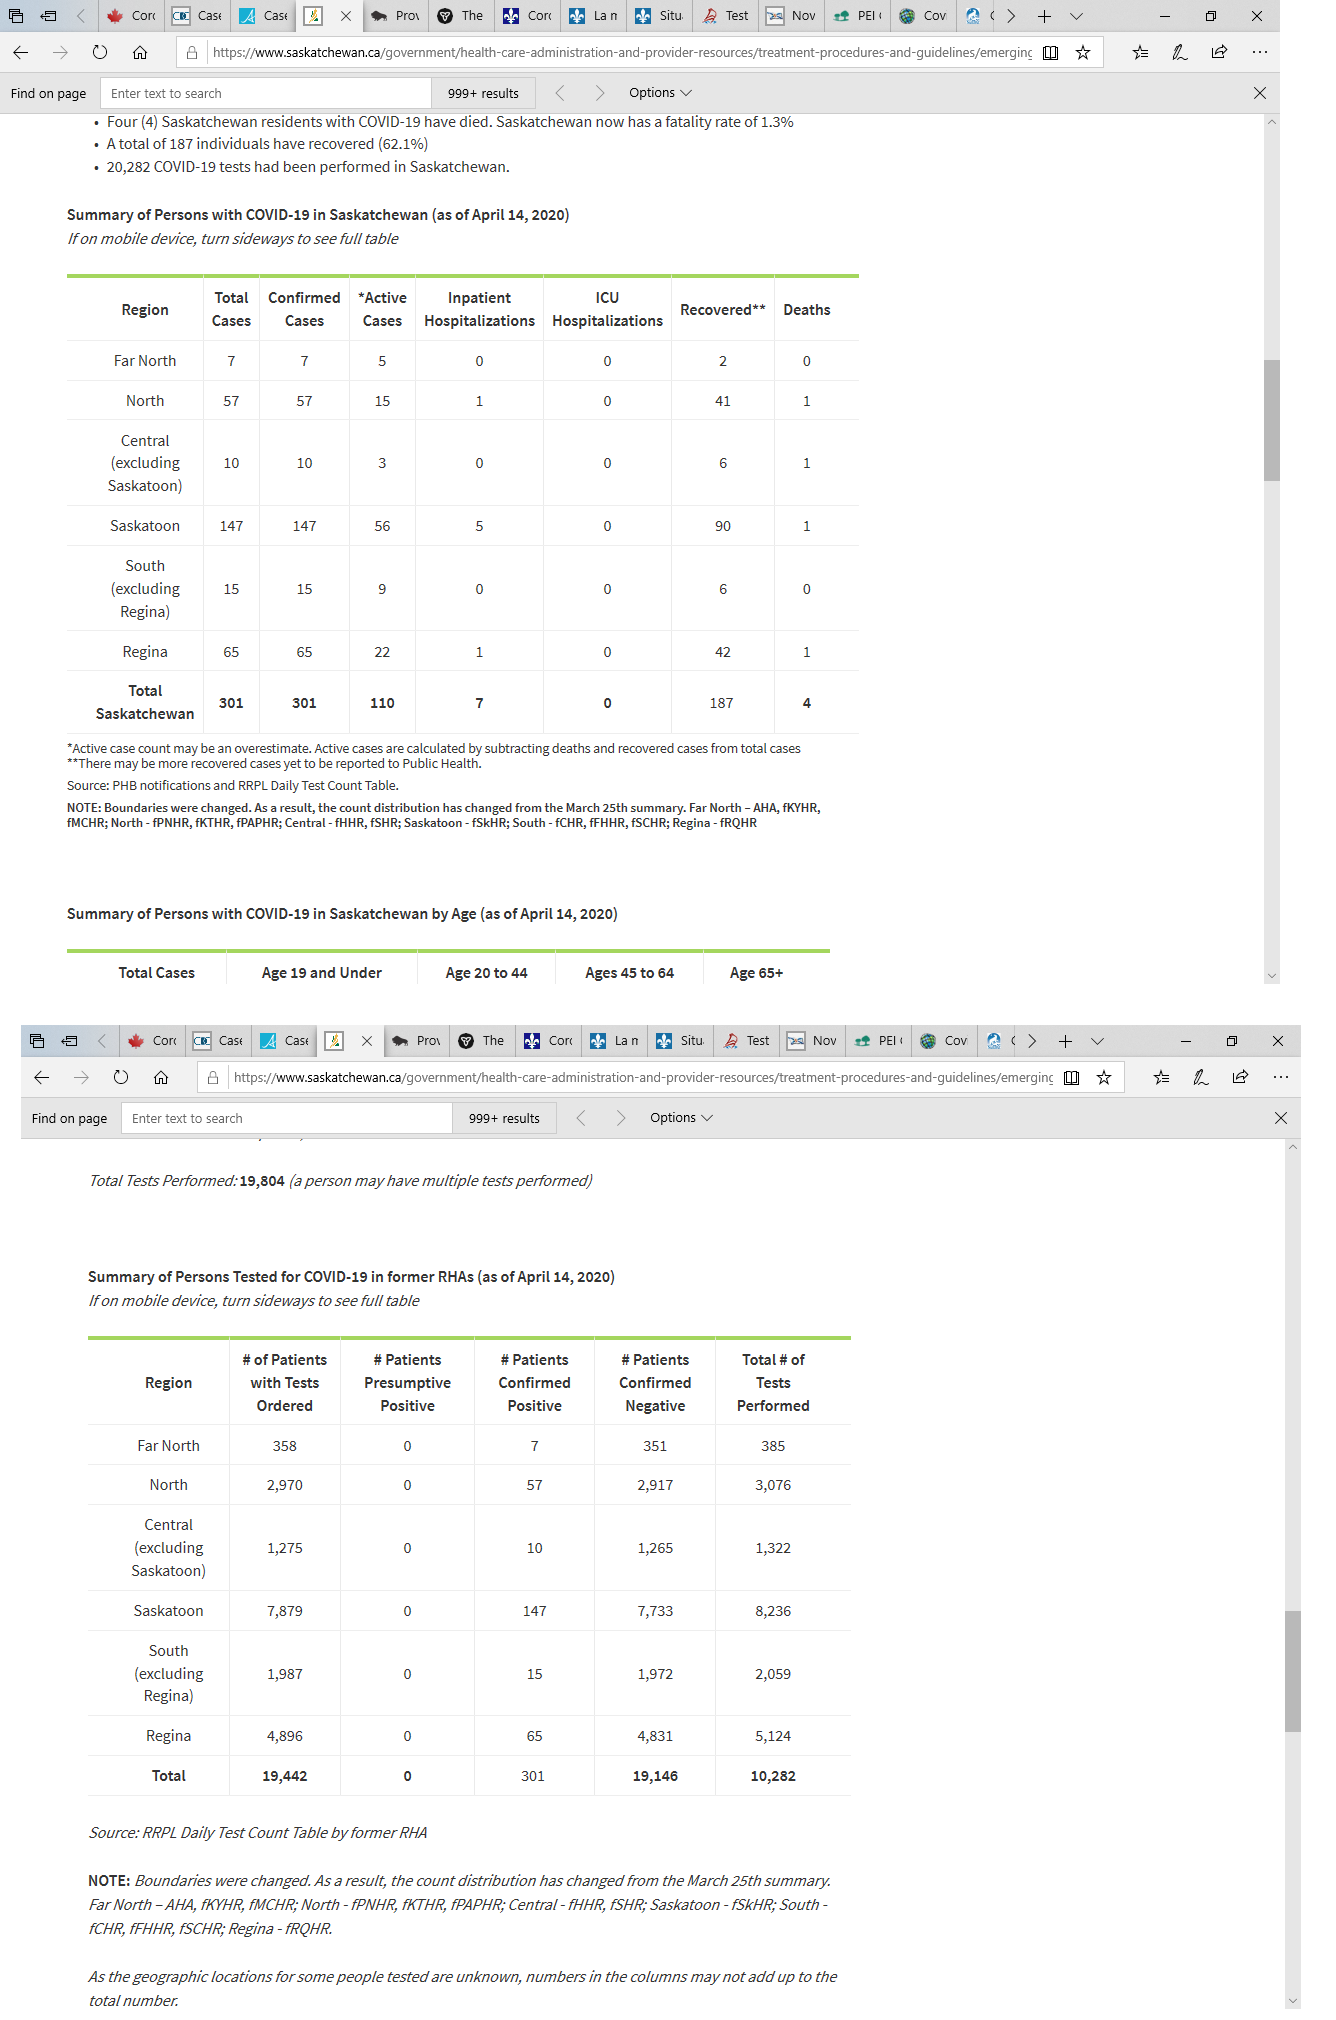 Corc Case Case Prov The Corc La n Situ Test Nov PEI Cov
https://www.saskatchewan.ca/government/health-care-administration-and-provider-resources/treatment-procedures-and-guidelines/emerging
Find on page Enter text to search 999+ results Options
• Four (4) Saskatchewan residents with COVID-19 have died. Saskatchewan now has a fatality rate of 1.3%
• A total of 187 individuals have recovered (62.1%)
• 20,282 COVID-19 tests had been performed in Saskatchewan.
Summary of Persons with COVID-19 in Saskatchewan (as of April 14, 2020)
If on mobile device, turn sideways to see full table
Region Total Cases Confirmed Cases *Active Cases Inpatient Hospitalizations ICU Hospitalizations Recovered** Deaths
Far North 7 7 5 0 0 2 0
North 57 57 15 1 0 41 1
Central (excluding Saskatoon) 10 10 3 0 0 6 1
Saskatoon 147 147 56 5 0 90 1
South (excluding Regina) 15 15 9 0 0 6 0
Regina 65 65 22 1 0 42 1
Total Saskatchewan 301 301 110 7 0 187 4
*Active case count may be an overestimate. Active cases are calculated by subtracting deaths and recovered cases from total cases
**There may be more recovered cases yet to be reported to Public Health.
Source: PHB notifications and RRPL Daily Test Count Table.
NOTE: Boundaries were changed. As a result, the count distribution has changed from the March 25th summary. Far North – AHA, fKYHR,
fMCHR; North - fPNHR, fKTHR, fPAPHR; Central - fHHR, fSHR; Saskatoon - fSkHR; South - fCHR, fFHHR, fSCHR; Regina - fRQHR
Summary of Persons with COVID-19 in Saskatchewan by Age (as of April 14, 2020)
Total Cases Age 19 and Under Age 20 to 44 Ages 45 to 64 Age 65+
Corc Case Case Prov The Corc La n Situ Test Nov PEI Cov
https://www.saskatchewan.ca/government/health-care-administration-and-provider-resources/treatment-procedures-and-guidelines/emerging
Find on page Enter text to search 999+ results Options
Total Tests Performed: 19,804 (a person may have multiple tests performed)
Summary of Persons Tested for COVID-19 in former RHAs (as of April 14, 2020)
If on mobile device, turn sideways to see full table
Region # of Patients with Tests Ordered # Patients Presumptive Positive # Patients Confirmed Positive # Patients Confirmed Negative Total # of Tests Performed
Far North 358 0 7 351 385
North 2,970 0 57 2,917 3,076
Central (excluding Saskatoon) 1,275 0 10 1,265 1,322
Saskatoon 7,879 0 147 7,733 8,236
South (excluding Regina) 1,987 0 15 1,972 2,059
Regina 4,896 0 65 4,831 5,124
Total 19,442 0 301 19,146 10,282
Source: RRPL Daily Test Count Table by former RHA
NOTE: Boundaries were changed. As a result, the count distribution has changed from the March 25th summary.
Far North – AHA, fKYHR, fMCHR; North - fPNHR, fKTHR, fPAPHR; Central - fHHR, fSHR; Saskatoon - fSkHR; South -
fCHR, fFHHR, fSCHR; Regina - fRQHR.
As the geographic locations for some people tested are unknown, numbers in the columns may not add up to the
total number.